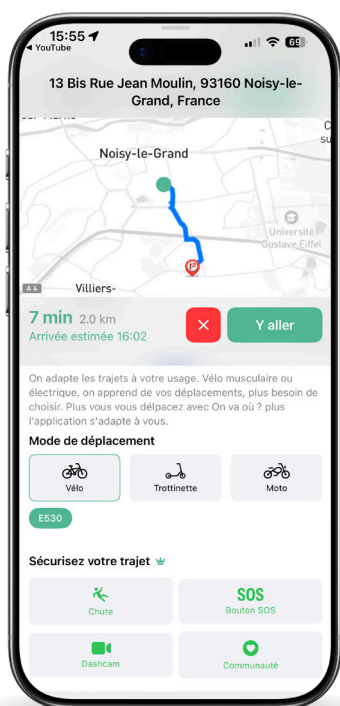 15:55
69
YouTube
13 Bis Rue Jean Moulin, 93160 Noisy-le-
Grand, France
Noisy-le-Grand
Université
Gustave Eiffel
A 4
Villiers-
7 min 2.0 km
Arrivée estimée 16:02
Y aller
On adapte les trajets à votre usage. Vélo musculaire ou
électrique, on apprend de vos déplacements, plus besoin de
choisir. Plus vous vous délpacez avec On va où ? plus
l'application s'adapte à vous.
Mode de déplacement
Vélo
Trottinette
Moto
E530
Sécurisez votre trajet
Chute
SOS
Bouton SOS
Dashcam
Communauté